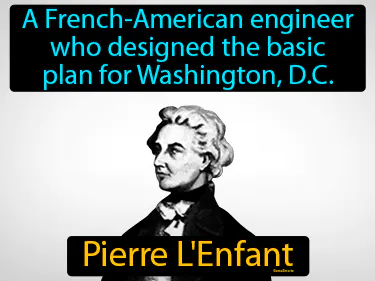 A French-American engineer
who designed the basic
plan for Washington, D.C.
Pierre L'Enfant